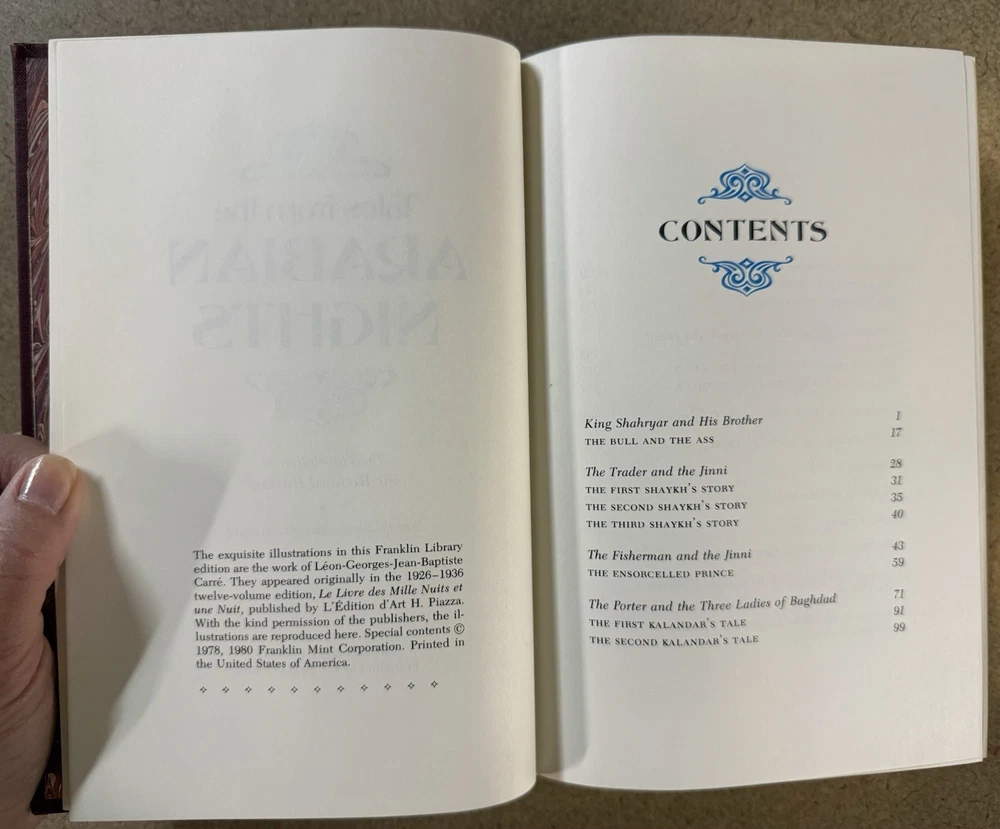 The exquisite illustrations in this Franklin Library
edition are the work of Léon-Georges-Jean-Baptiste
Carré. They appeared originally in the 1926–1936
twelve-volume edition, Le Livre des Mille Nuits et
une Nuit, published by L'Édition d'Art H. Piazza.
With the kind permission of the publishers, the il-
lustrations are reproduced here. Special contents ©
1978, 1980 Franklin Mint Corporation. Printed in
the United States of America.
CONTENTS
King Shahryar and His Brother 1
THE BULL AND THE ASS 17
The Trader and the Jinni 28
THE FIRST SHAYKH'S STORY 31
THE SECOND SHAYKH'S STORY 35
THE THIRD SHAYKH'S STORY 40
The Fisherman and the Jinni 43
THE ENSORCELLED PRINCE 59
The Porter and the Three Ladies of Baghdad 71
THE FIRST KALANDAR'S TALE 91
THE SECOND KALANDAR'S TALE 99